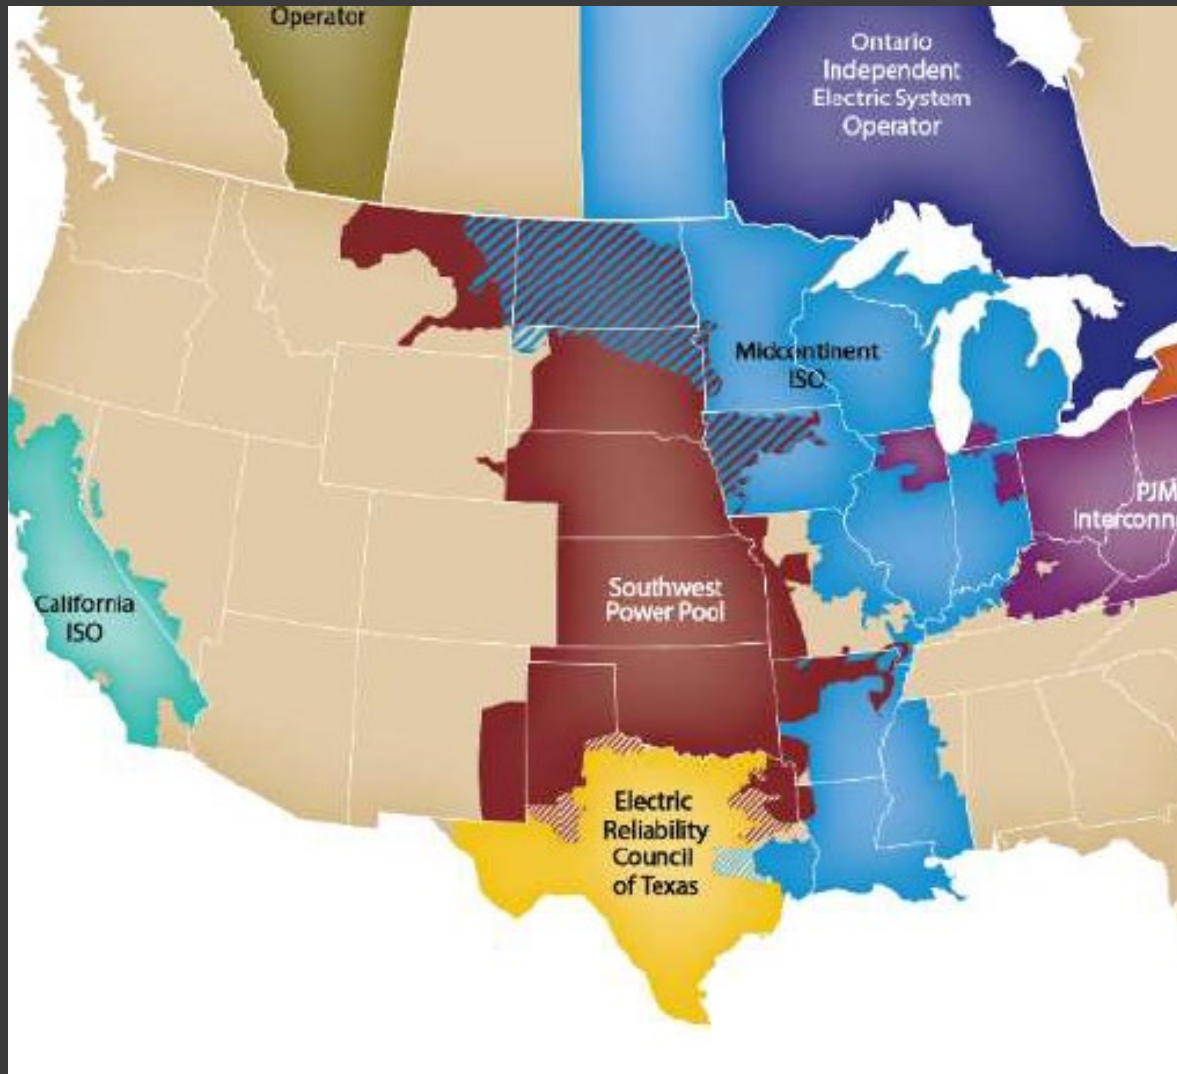 Operator
Ontario
Independent
Electric System
Operator
Midcontinent
ISO
PJM
Southwest
Power Pool
California
ISO
Electric
Reliability
Council
of Texas